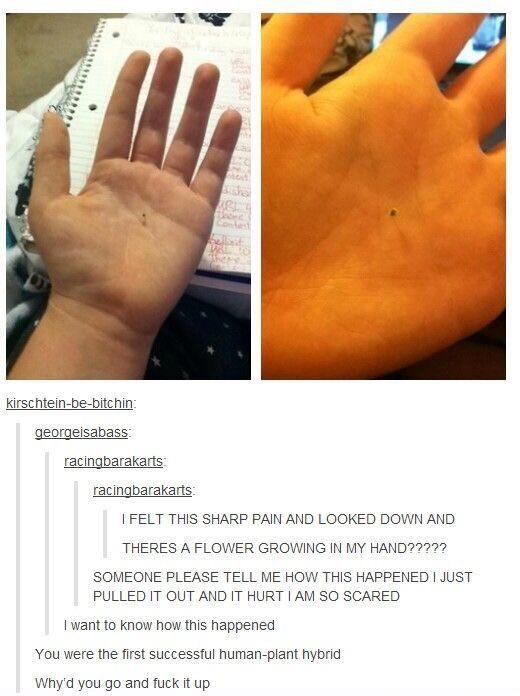 kirschtein-be-bitchin:
georgeisabass:
racingbarakarts:
racingbarakarts:
I FELT THIS SHARP PAIN AND LOOKED DOWN AND
THERES A FLOWER GROWING IN MY HAND?????
SOMEONE PLEASE TELL ME HOW THIS HAPPENED I JUST
PULLED IT OUT AND IT HURT I AM SO SCARED
I want to know how this happened
You were the first successful human-plant hybrid
Why'd you go and fuck it up